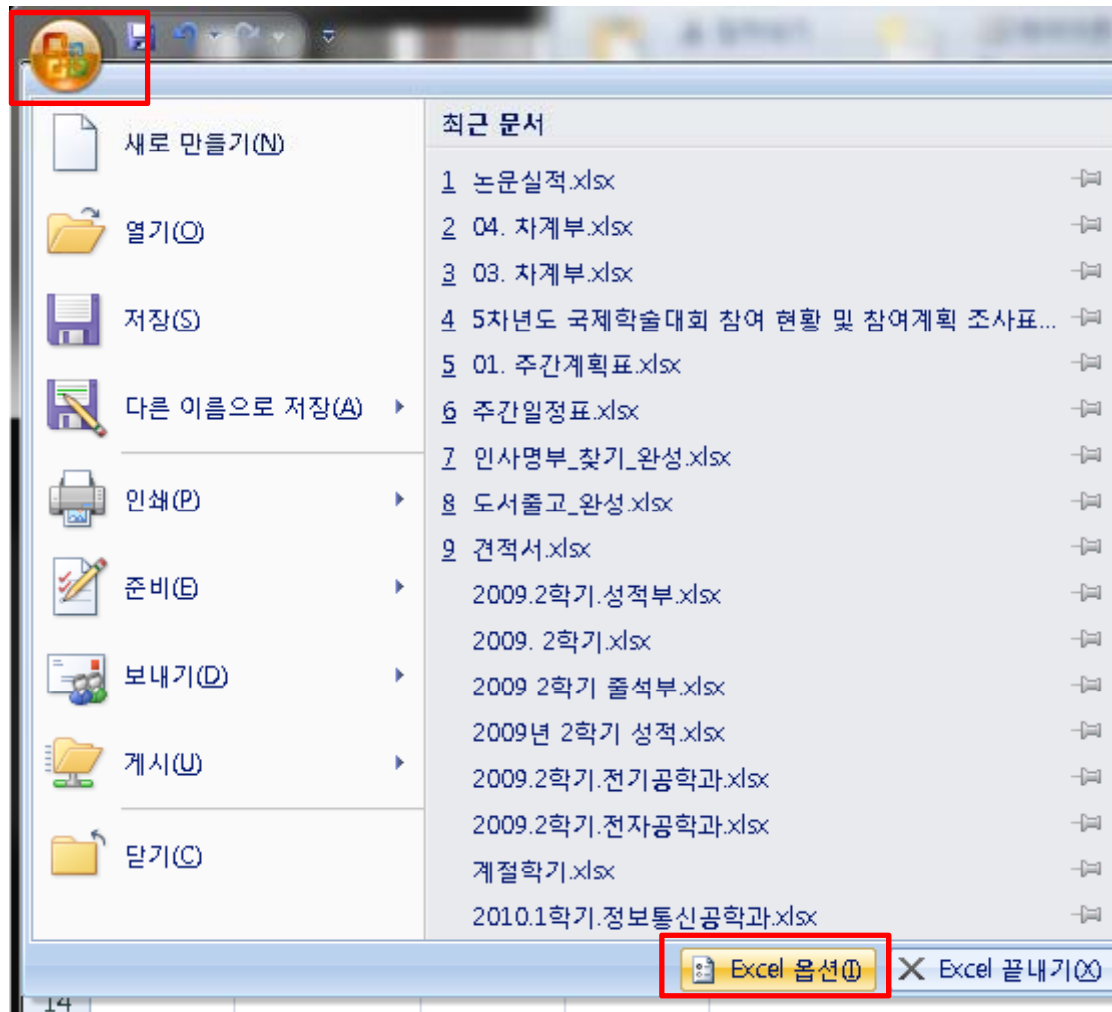 새로 만들기(N)
열기(O)
저장(S)
다른 이름으로 저장(A)
인쇄(P)
준비(E)
보내기(D)
게시(U)
닫기(C)
최근 문서
1 논문실적.xlsx
2 04. 차계부.xlsx
3 03. 차계부.xlsx
4 5차년도 국제학술대회 참여 현황 및 참여계획 조사표...
5 01. 주간계획표.xlsx
6 주간일정표.xlsx
7 인사명부_찾기_완성.xlsx
8 도서줄고_완성.xlsx
9 견적서.xlsx
2009.2학기.성적부.xlsx
2009. 2학기.xlsx
2009 2학기 줄석부.xlsx
2009년 2학기 성적.xlsx
2009.2학기.전기공학과.xlsx
2009.2학기.전자공학과.xlsx
계절학기.xlsx
2010.1학기.정보통신공학과.xlsx
Excel 옵션(I)
Excel 끝내기(X)
14